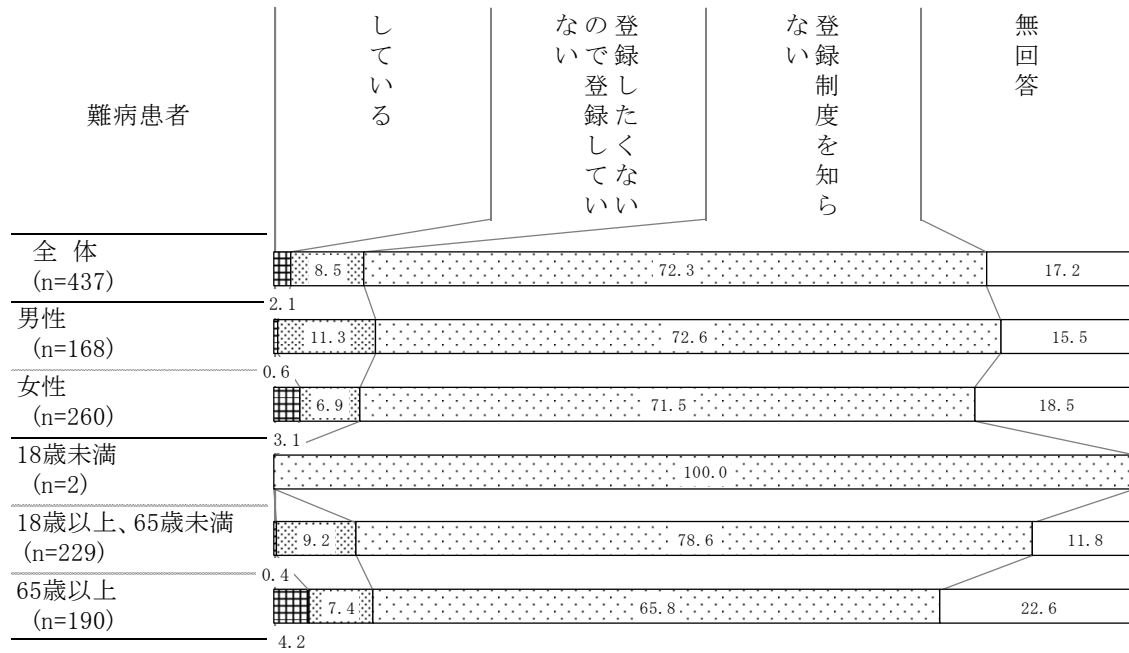 難病患者
している
登録したくない
ので登録してい
ない
登録制度を知ら
ない
無回答
全 体
(n=437)
8.5
72.3
17.2
2.1
男性
(n=168)
11.3
72.6
15.5
0.6
女性
(n=260)
6.9
71.5
18.5
3.1
18歳未満
(n=2)
100.0
18歳以上、65歳未満
(n=229)
9.2
78.6
11.8
0.4
65歳以上
(n=190)
7.4
65.8
22.6
4.2